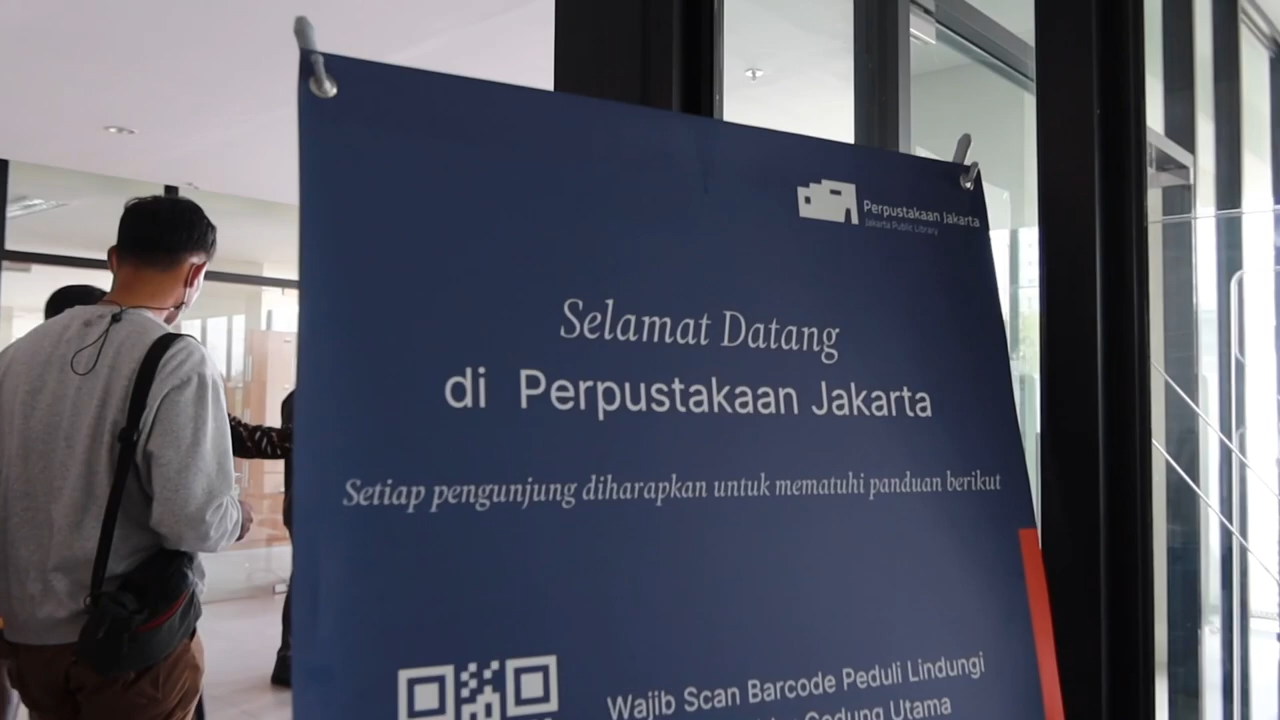 Perpustakaan Jakarta
Jakarta Public Library
Selamat Datang
di Perpustakaan Jakarta
Setiap pengunjung diharapkan untuk mematuhi panduan berikut
Wajib Scan Barcode Peduli Lindungi
Gedung Utama